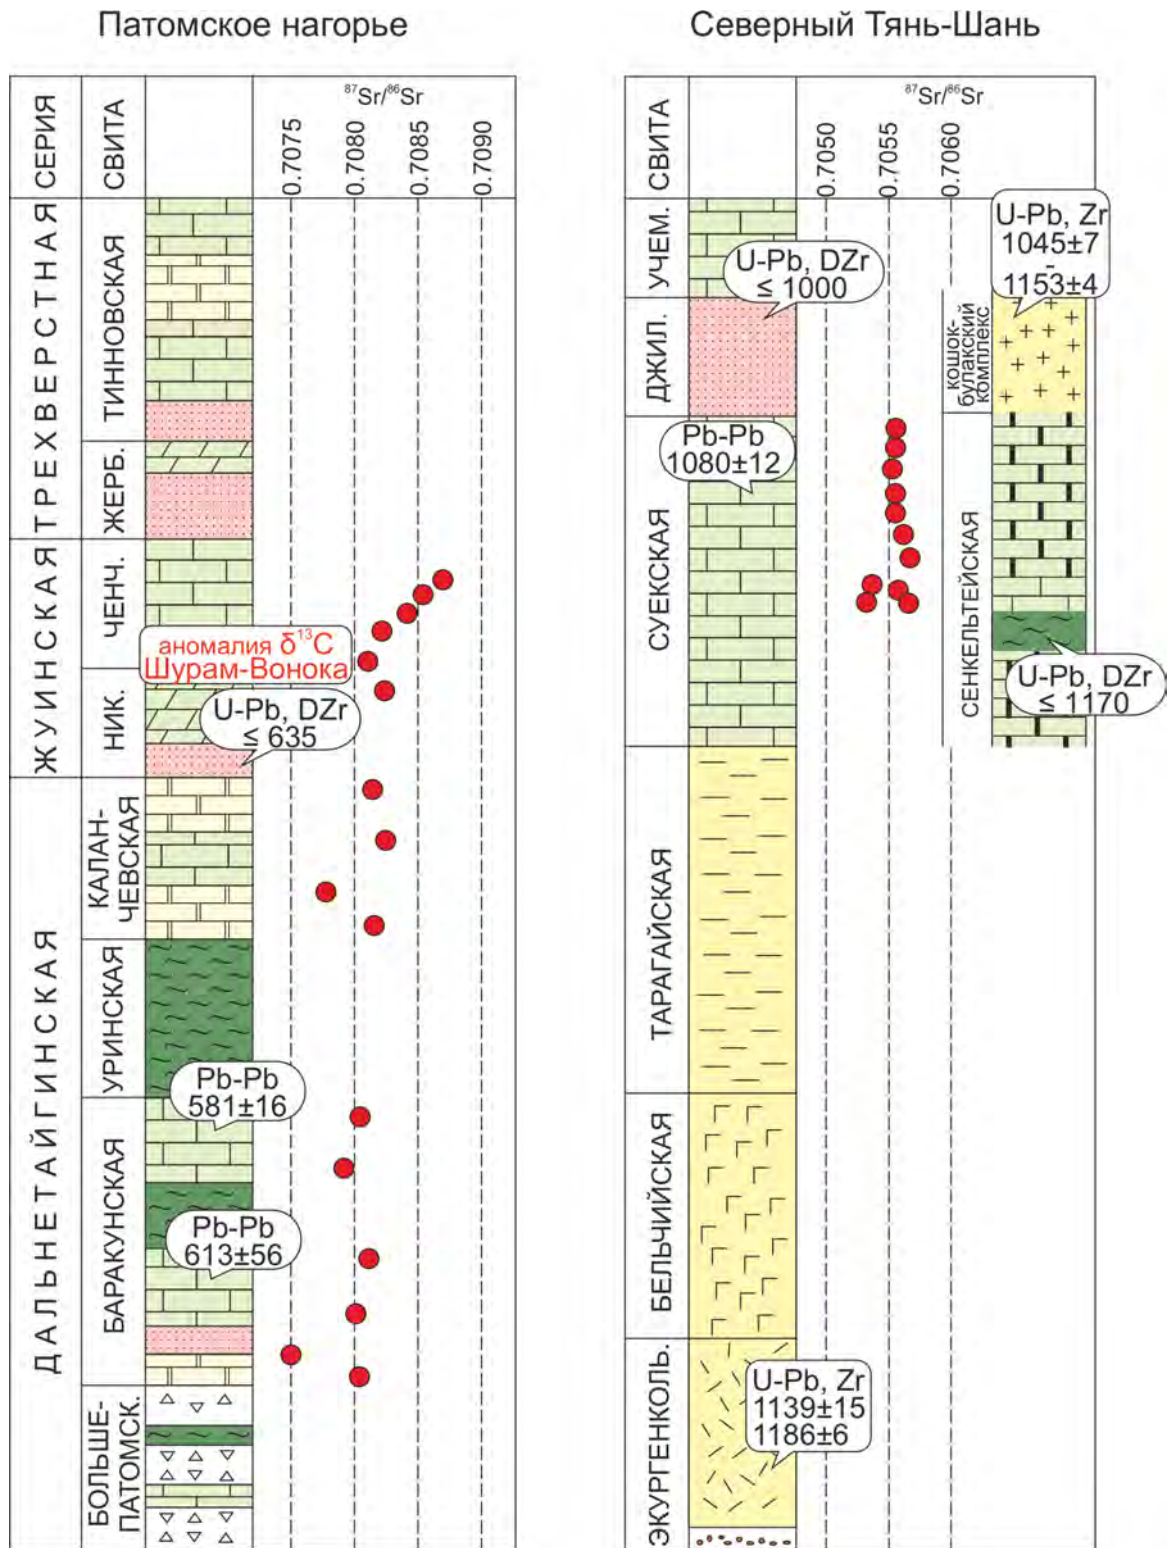 Патомское нагорье
СЕРИЯ
СВИТА
⁸⁷Sr/⁸⁶Sr
0.7075
0.7080
0.7085
0.7090
ТРЕХВЕРСТНАЯ
ТИННОВСКАЯ
ЖЕРБ.
ЖУИНСКАЯ
ЧЕНЧ.
аномалия δ¹³C
Шурам-Вонока
НИК.
U-Pb, DZr
≤ 635
ДАЛЬНЕТАЙГИНСКАЯ
КАЛАН-
ЧЕВСКАЯ
УРИНСКАЯ
Pb-Pb
581±16
БАРАКУНСКАЯ
Pb-Pb
613±56
БОЛЬШЕ-
ПАТОМСК.
Северный Тянь-Шань
СВИТА
⁸⁷Sr/⁸⁶Sr
0.7050
0.7055
0.7060
УЧЕМ.
U-Pb, DZr
≤ 1000
U-Pb, Zr
1045±7
-
1153±4
ДЖИЛ.
кошок-
булакский
комплекс
СУЕКСКАЯ
Pb-Pb
1080±12
СЕНКЕЛЬТЕЙСКАЯ
U-Pb, DZr
≤ 1170
ТАРАГАЙСКАЯ
БЕЛЬЧИЙСКАЯ
ЭКУРГЕНКОЛЬ.
U-Pb, Zr
1139±15
1186±6